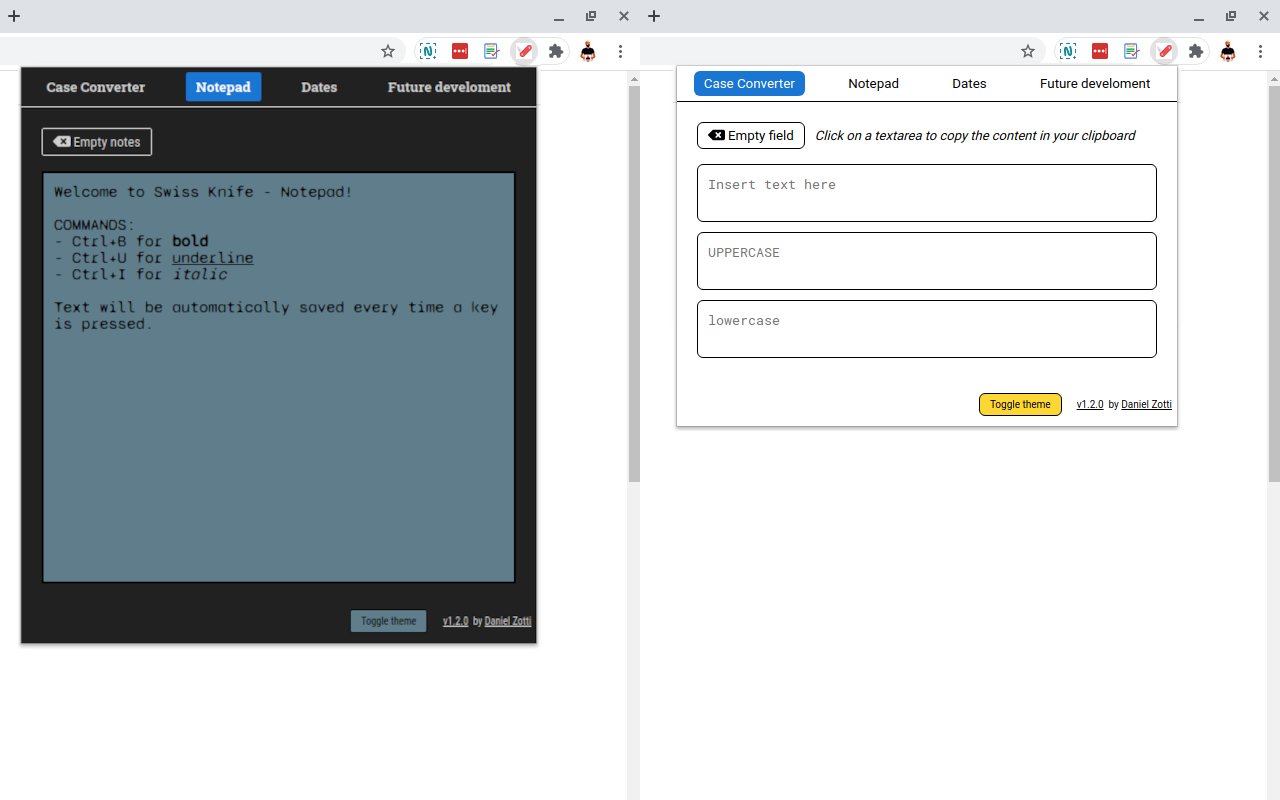 Case Converter
Notepad
Dates
Future develoment
Empty notes
Welcome to Swiss Knife - Notepad!
COMMANDS:
- Ctrl+B for bold
- Ctrl+U for underline
- Ctrl+I for italic
Text will be automatically saved every time a key
is pressed.
Toggle theme
v1.2.0 by Daniel Zotti
Case Converter
Notepad
Dates
Future develoment
Empty field
Click on a textarea to copy the content in your clipboard
Insert text here
UPPERCASE
lowercase
Toggle theme
v1.2.0 by Daniel Zotti